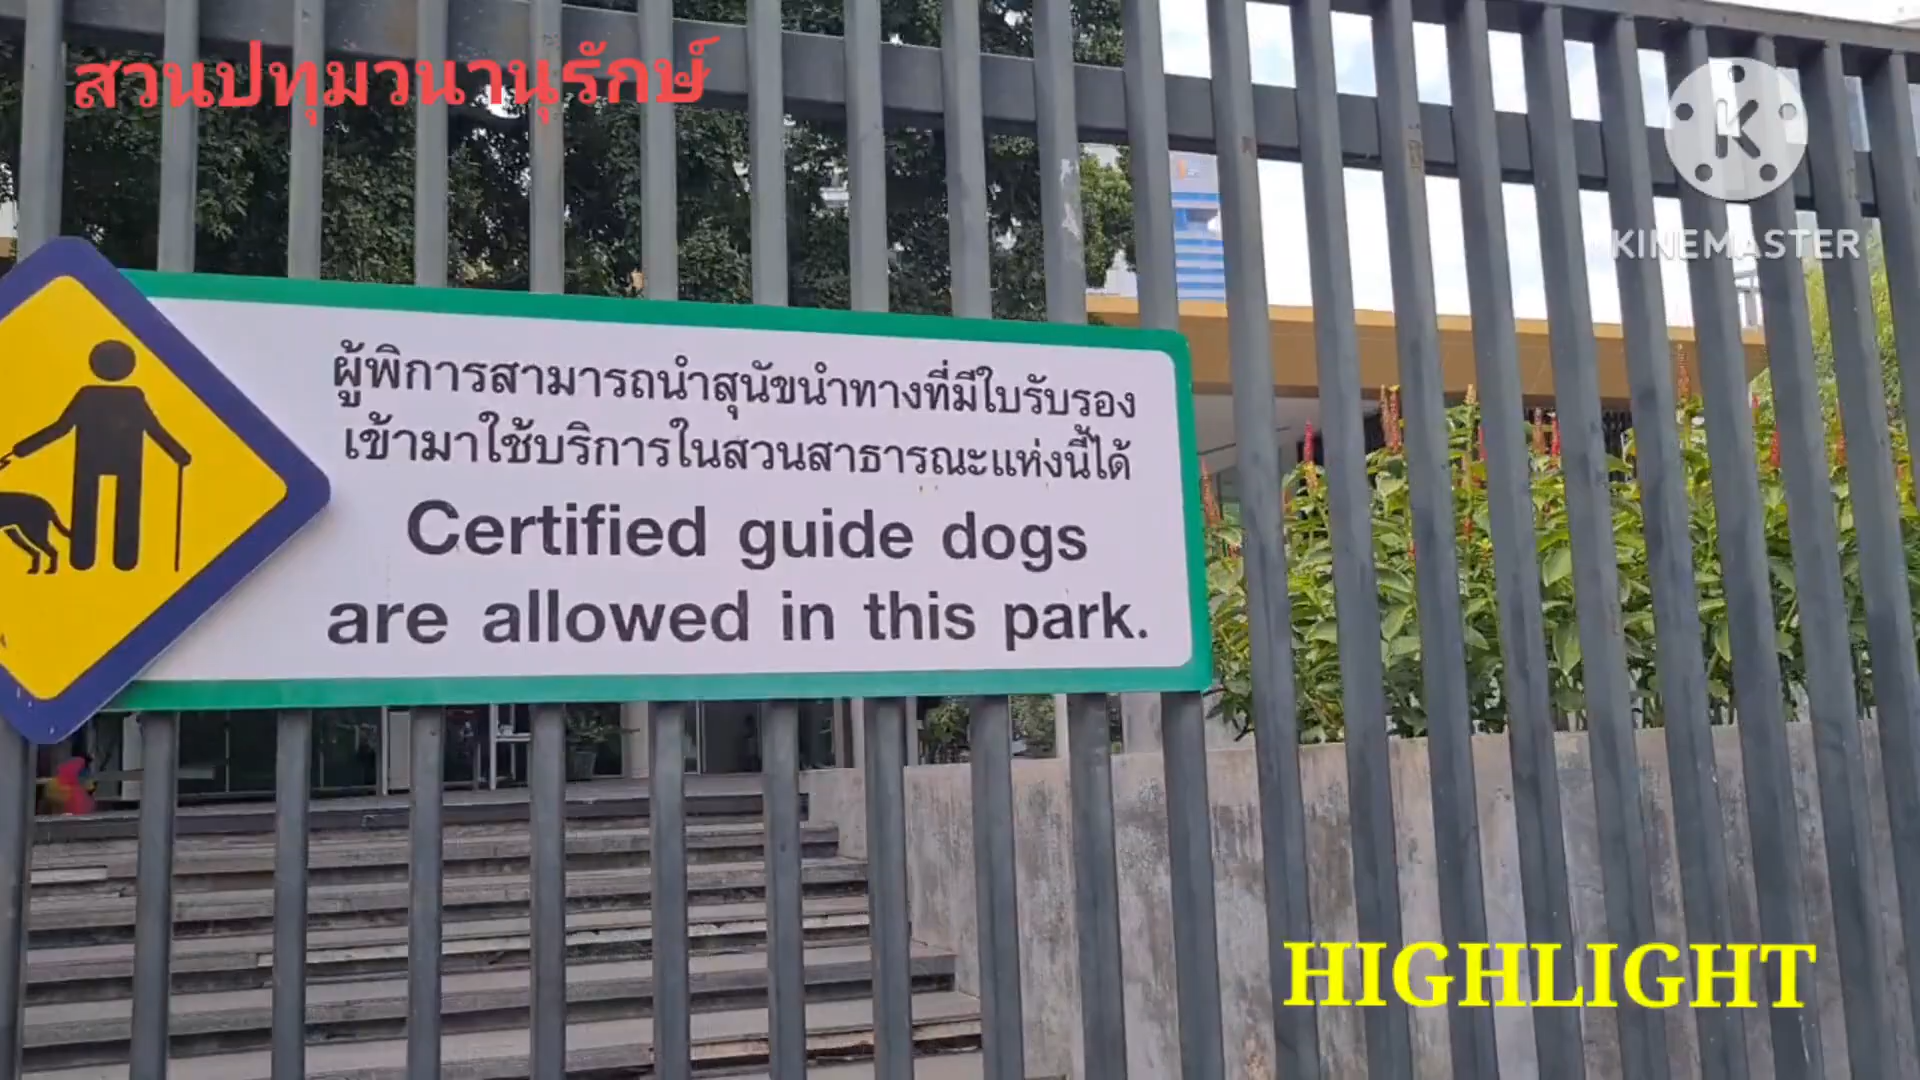 สวนปทุมวนานุรักษ์
KINEMASTER
ผู้พิการสามารถนำสุนัขนำทางที่มีใบรับรอง
เข้ามาใช้บริการในสวนสาธารณะแห่งนี้ได้
Certified guide dogs
are allowed in this park.
HIGHLIGHT